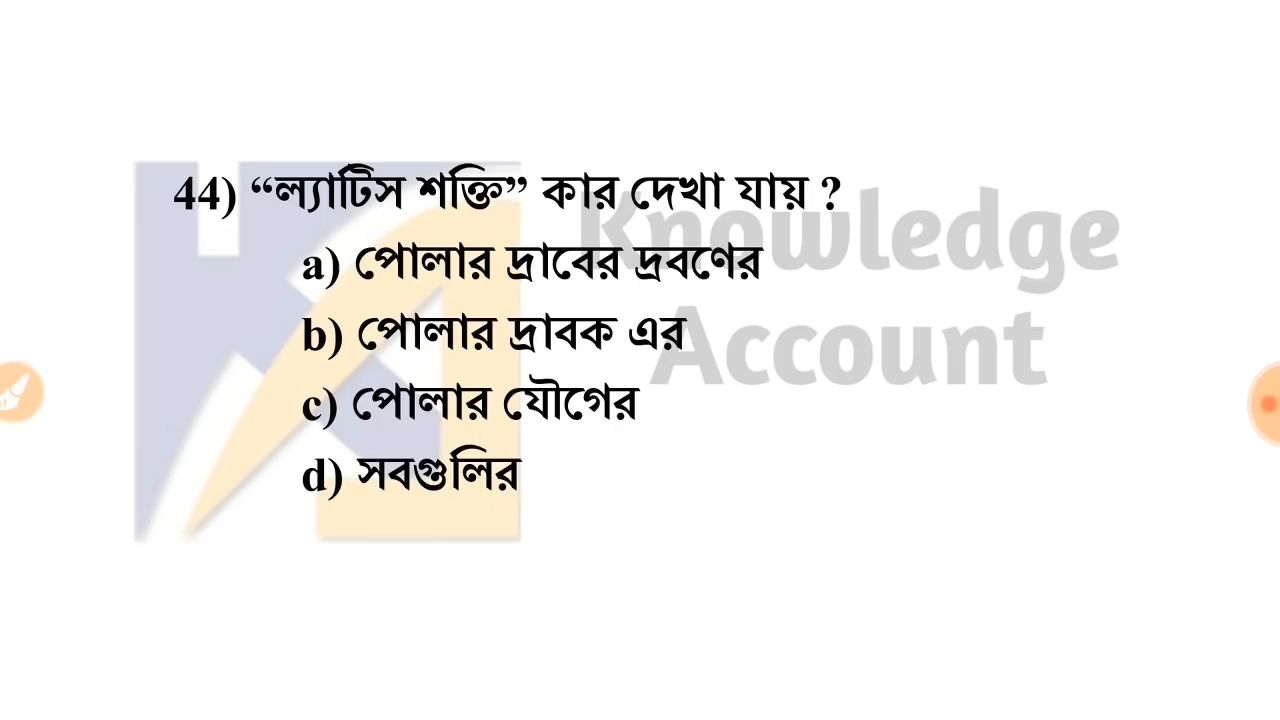 44) “ল্যাটিস শক্তি” কার দেখা যায় ?
a) পোলার দ্রাবের দ্রবণের
b) পোলার দ্রাবক এর
c) পোলার যৌগের
d) সবগুলির
Knowledge
Account